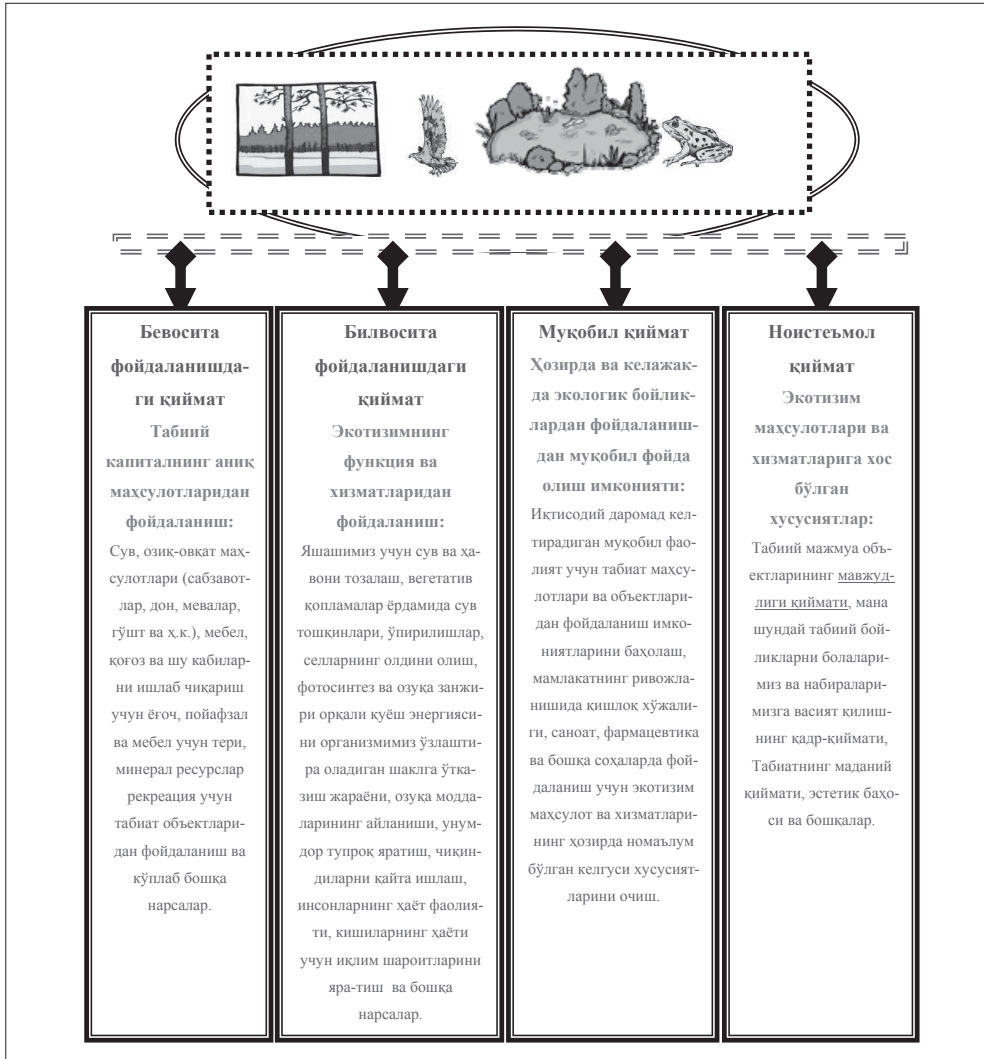 Бевосита
фойдаланишда-
ги қиймат
Табиий
капиталнинг аниқ
маҳсулотларидан
фойдаланиш:
Сув, озиқ-овқат маҳ-
сулотлари (сабзавот-
лар, дон, мевалар,
гўшт ва ҳ.к.), мебел,
қоғоз ва шу кабилар-
ни ишлаб чиқариш
учун ёғоч, пойафзал
ва мебел учун тери,
минерал ресурслар
рекреация учун
табиат объектлари-
дан фойдаланиш ва
кўплаб бошқа
нарсалар.
Билвосита
фойдаланишдаги
қиймат
Экотизимнинг
функция ва
хизматларидан
фойдаланиш:
Яшашимиз учун сув ва ҳа-
вони тозалаш, вегетатив
қопламалар ёрдамида сув
тошқинлари, ўпирилишлар,
селларнинг олдини олиш,
фотосинтез ва озуқа занжи-
ри орқали қуёш энергияси-
ни организмимиз ўзлашти-
ра оладиган шаклга ўтка-
зиш жараёни, озуқа модда-
ларининг айланиши, унум-
дор тупроқ яратиш, чиқин-
диларни қайта ишлаш,
инсонларнинг ҳаёт фаолия-
ти, кишиларнинг ҳаёти
учун иқлим шароитларини
яра-тиш ва бошқа
нарсалар.
Муқобил қиймат
Ҳозирда ва келажак-
да экологик бойлик-
лардан фойдаланиш-
дан муқобил фойда
олиш имконияти:
Иқтисодий даромад кел-
тирадиган муқобил фао-
лият учун табиат маҳсу-
лотлари ва объектлари-
дан фойдаланиш имко-
ниятларини баҳолаш,
мамлакатнинг ривожла-
нишида қишлоқ хўжали-
ги, саноат, фармацевтика
ва бошқа соҳаларда фой-
даланиш учун экотизим
маҳсулот ва хизматлари-
нинг ҳозирда номаълум
бўлган келгуси хусусият-
ларини очиш.
Ноистеъмол
қиймат
Экотизим
маҳсулотлари ва
хизматларига хос
бўлган
хусусиятлар:
Табиий мажмуа объ-
ектларининг мавжуд-
лиги қиймати, мана
шундай табиий бой-
ликларни болалари-
миз ва набиралари-
мизга васият қилиш-
нинг қадр-қиймати,
Табиатнинг маданий
қиймати, эстетик баҳо-
си ва бошқалар.